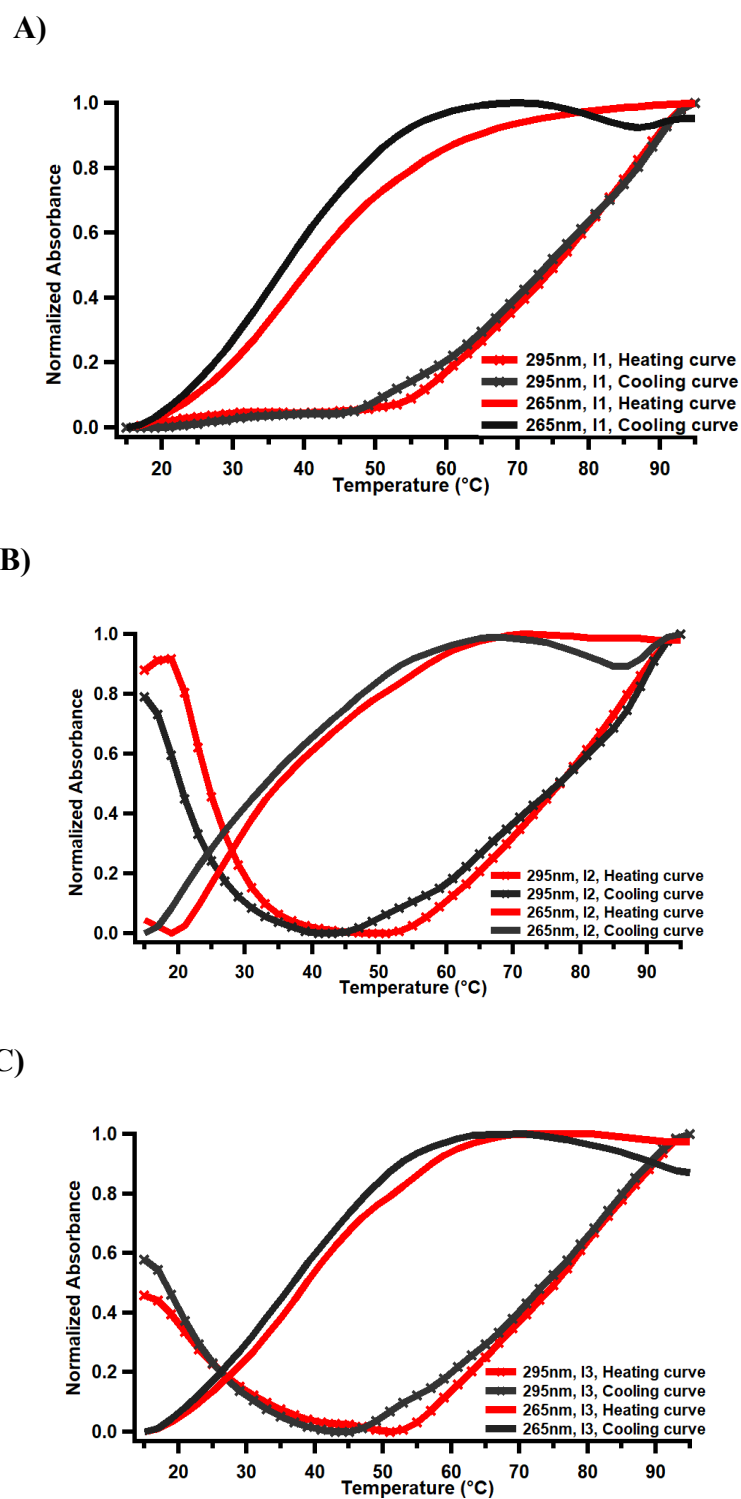 A)
1.0
0.8
0.6
0.4
0.2
0.0
Normalized Absorbance
295nm, I1, Heating curve
295nm, I1, Cooling curve
265nm, I1, Heating curve
265nm, I1, Cooling curve
20 30 40 50 60 70 80 90
Temperature (°C)
B)
1.0
0.8
0.6
0.4
0.2
0.0
Normalized Absorbance
295nm, I2, Heating curve
295nm, I2, Cooling curve
265nm, I2, Heating curve
265nm, I2, Cooling curve
20 30 40 50 60 70 80 90
Temperature (°C)
C)
1.0
0.8
0.6
0.4
0.2
0.0
Normalized Absorbance
295nm, I3, Heating curve
295nm, I3, Cooling curve
265nm, I3, Heating curve
265nm, I3, Cooling curve
20 30 40 50 60 70 80 90
Temperature (°C)